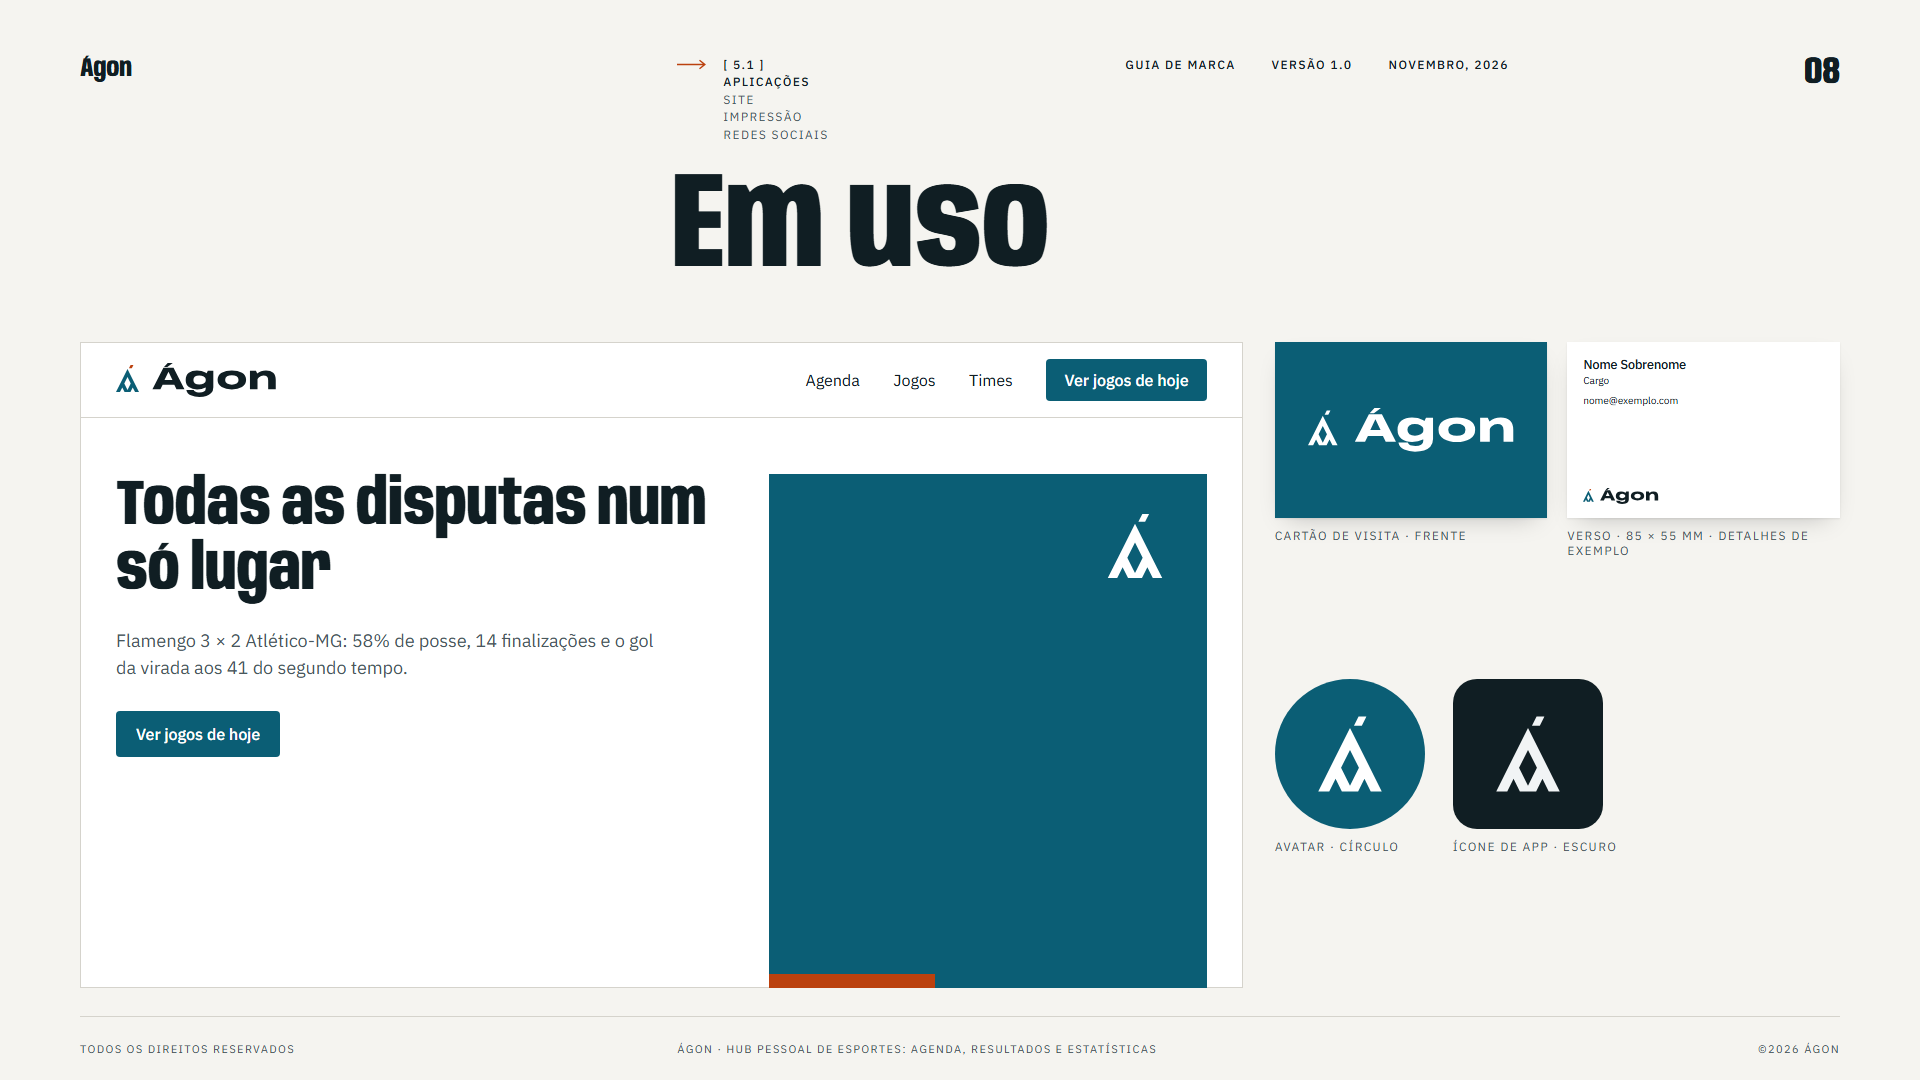 Ágon
[ 5.1 ]
APLICAÇÕES
SITE
IMPRESSÃO
REDES SOCIAIS
GUIA DE MARCA
VERSÃO 1.0
NOVEMBRO, 2026
08
Em uso
Ágon
Agenda
Jogos
Times
Ver jogos de hoje
Todas as disputas num
só lugar
Flamengo 3 × 2 Atlético-MG: 58% de posse, 14 finalizações e o gol
da virada aos 41 do segundo tempo.
Ver jogos de hoje
Ágon
CARTÃO DE VISITA · FRENTE
Nome Sobrenome
Cargo
nome@exemplo.com
Ágon
VERSO · 85 × 55 MM · DETALHES DE
EXEMPLO
AVATAR · CÍRCULO
ÍCONE DE APP · ESCURO
TODOS OS DIREITOS RESERVADOS
ÁGON · HUB PESSOAL DE ESPORTES: AGENDA, RESULTADOS E ESTATÍSTICAS
©2026 ÁGON